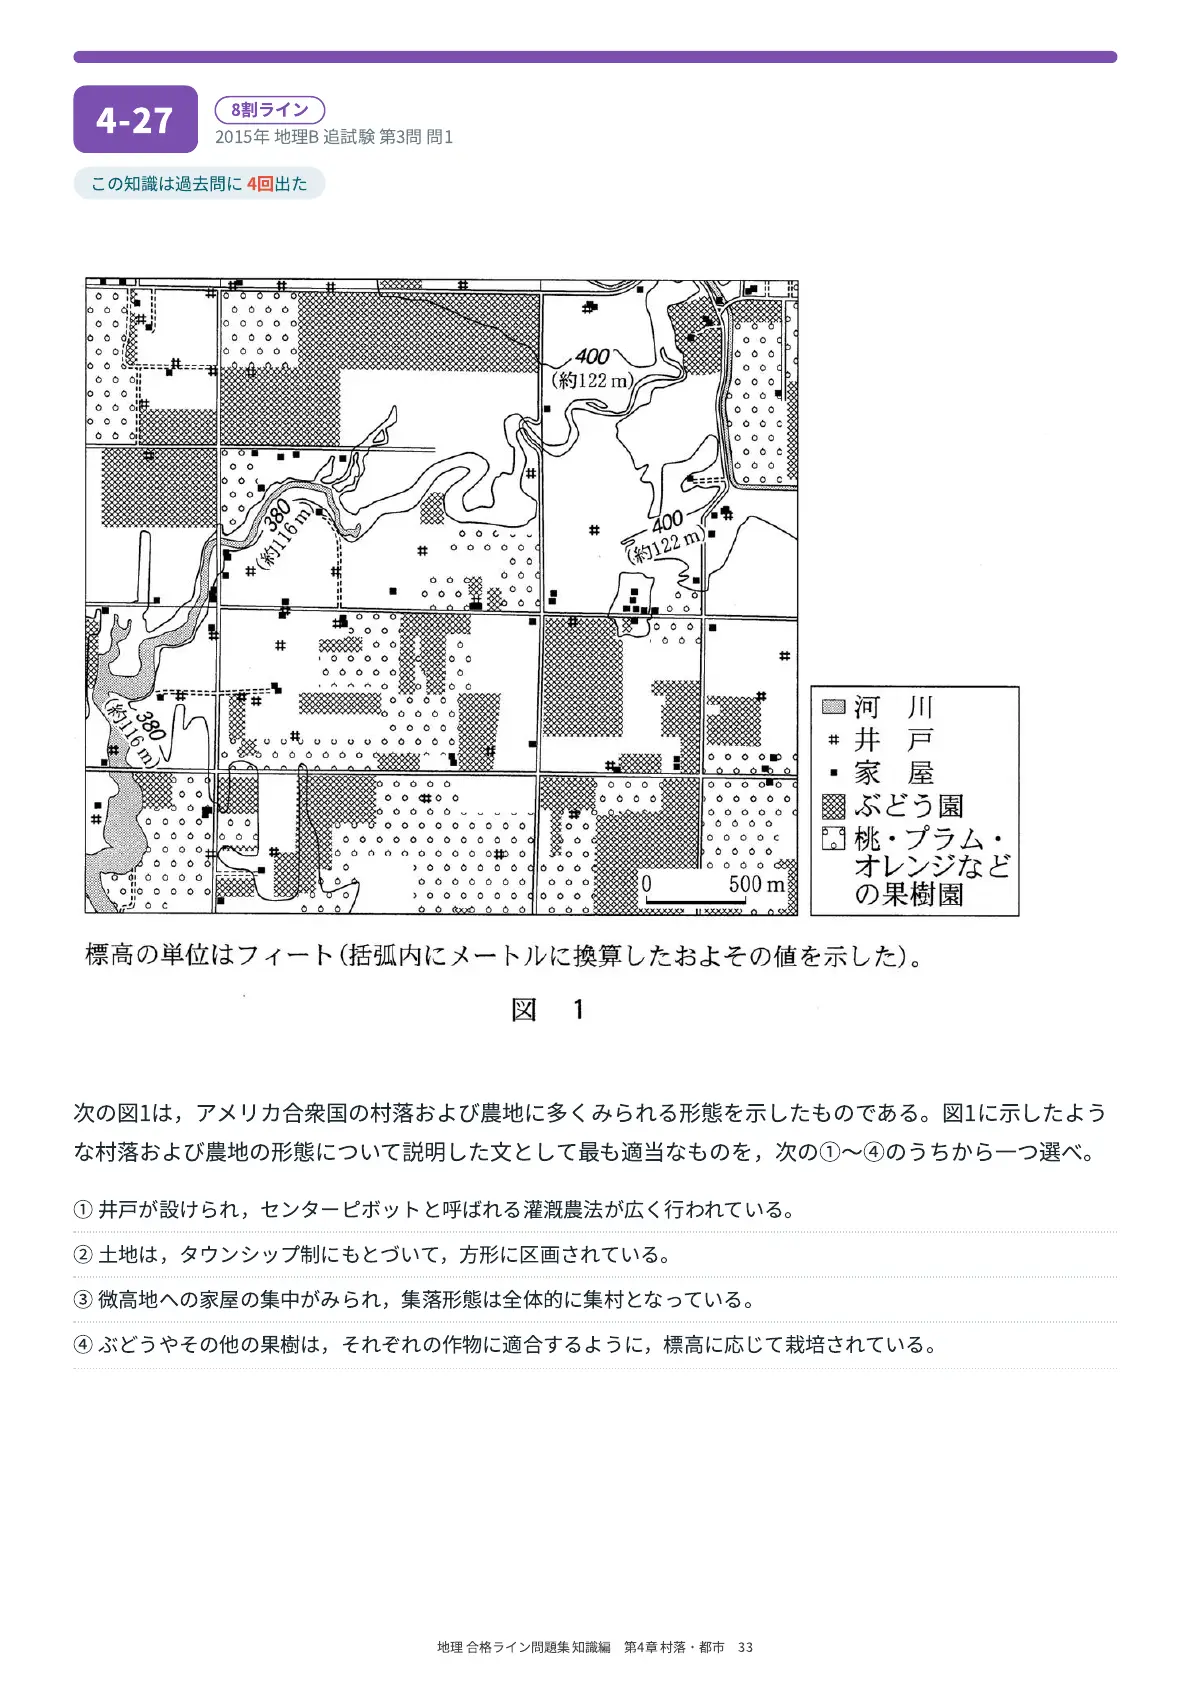 4-27
8割ライン
2015年 地理B 追試験 第3問 問1
この知識は過去問に 4回出た
400
(約122 m)
380
(約116 m)
400
(約122 m)
380
(約116 m)
河 川
井 戸
家 屋
ぶどう園
桃・プラム・
オレンジなど
の果樹園
0 500 m
標高の単位はフィート(括弧内にメートルに換算したおよその値を示した)。
図 1
次の図1は，アメリカ合衆国の村落および農地に多くみられる形態を示したものである。図1に示したよう
な村落および農地の形態について説明した文として最も適当なものを，次の①～④のうちから一つ選べ。
① 井戸が設けられ，センターピボットと呼ばれる灌漑農法が広く行われている。
② 土地は，タウンシップ制にもとづいて，方形に区画されている。
③ 微高地への家屋の集中がみられ，集落形態は全体的に集村となっている。
④ ぶどうやその他の果樹は，それぞれの作物に適合するように，標高に応じて栽培されている。
地理 合格ライン問題集 知識編 第4章 村落・都市 33